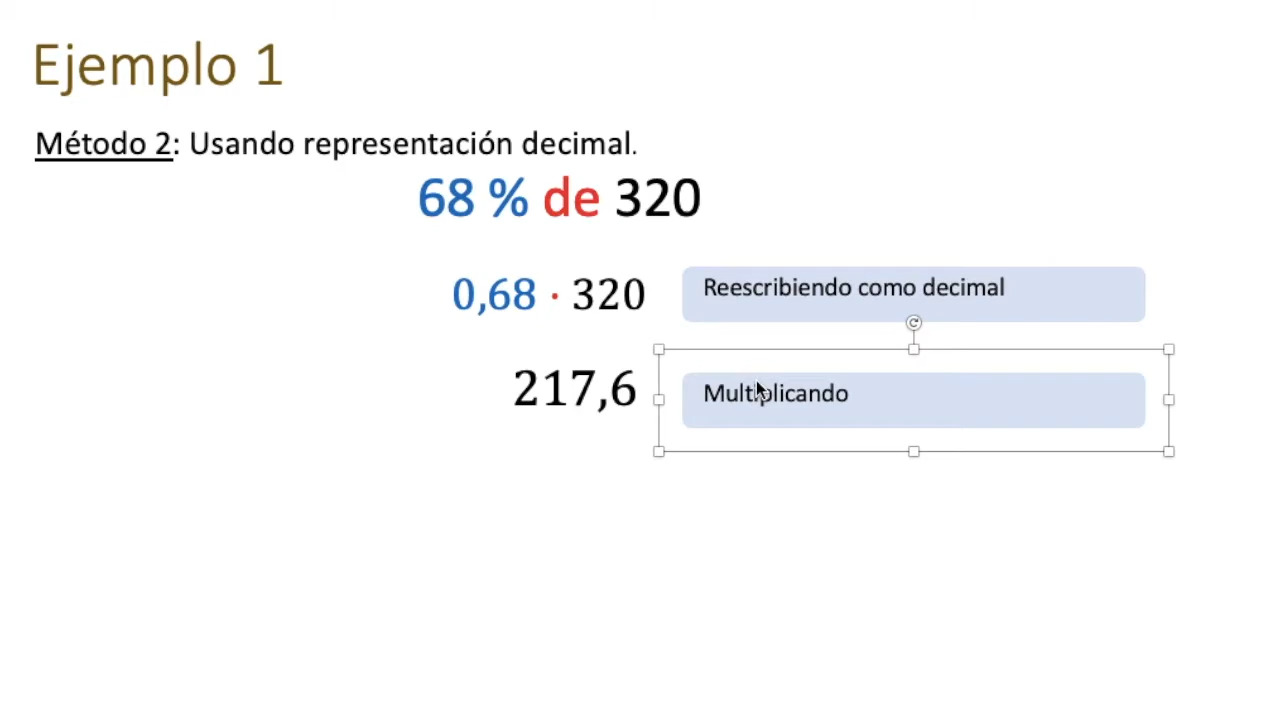 Ejemplo 1
Método 2: Usando representación decimal.
68 % de 320
0,68 · 320 Reescribiendo como decimal
217,6 Multiplicando